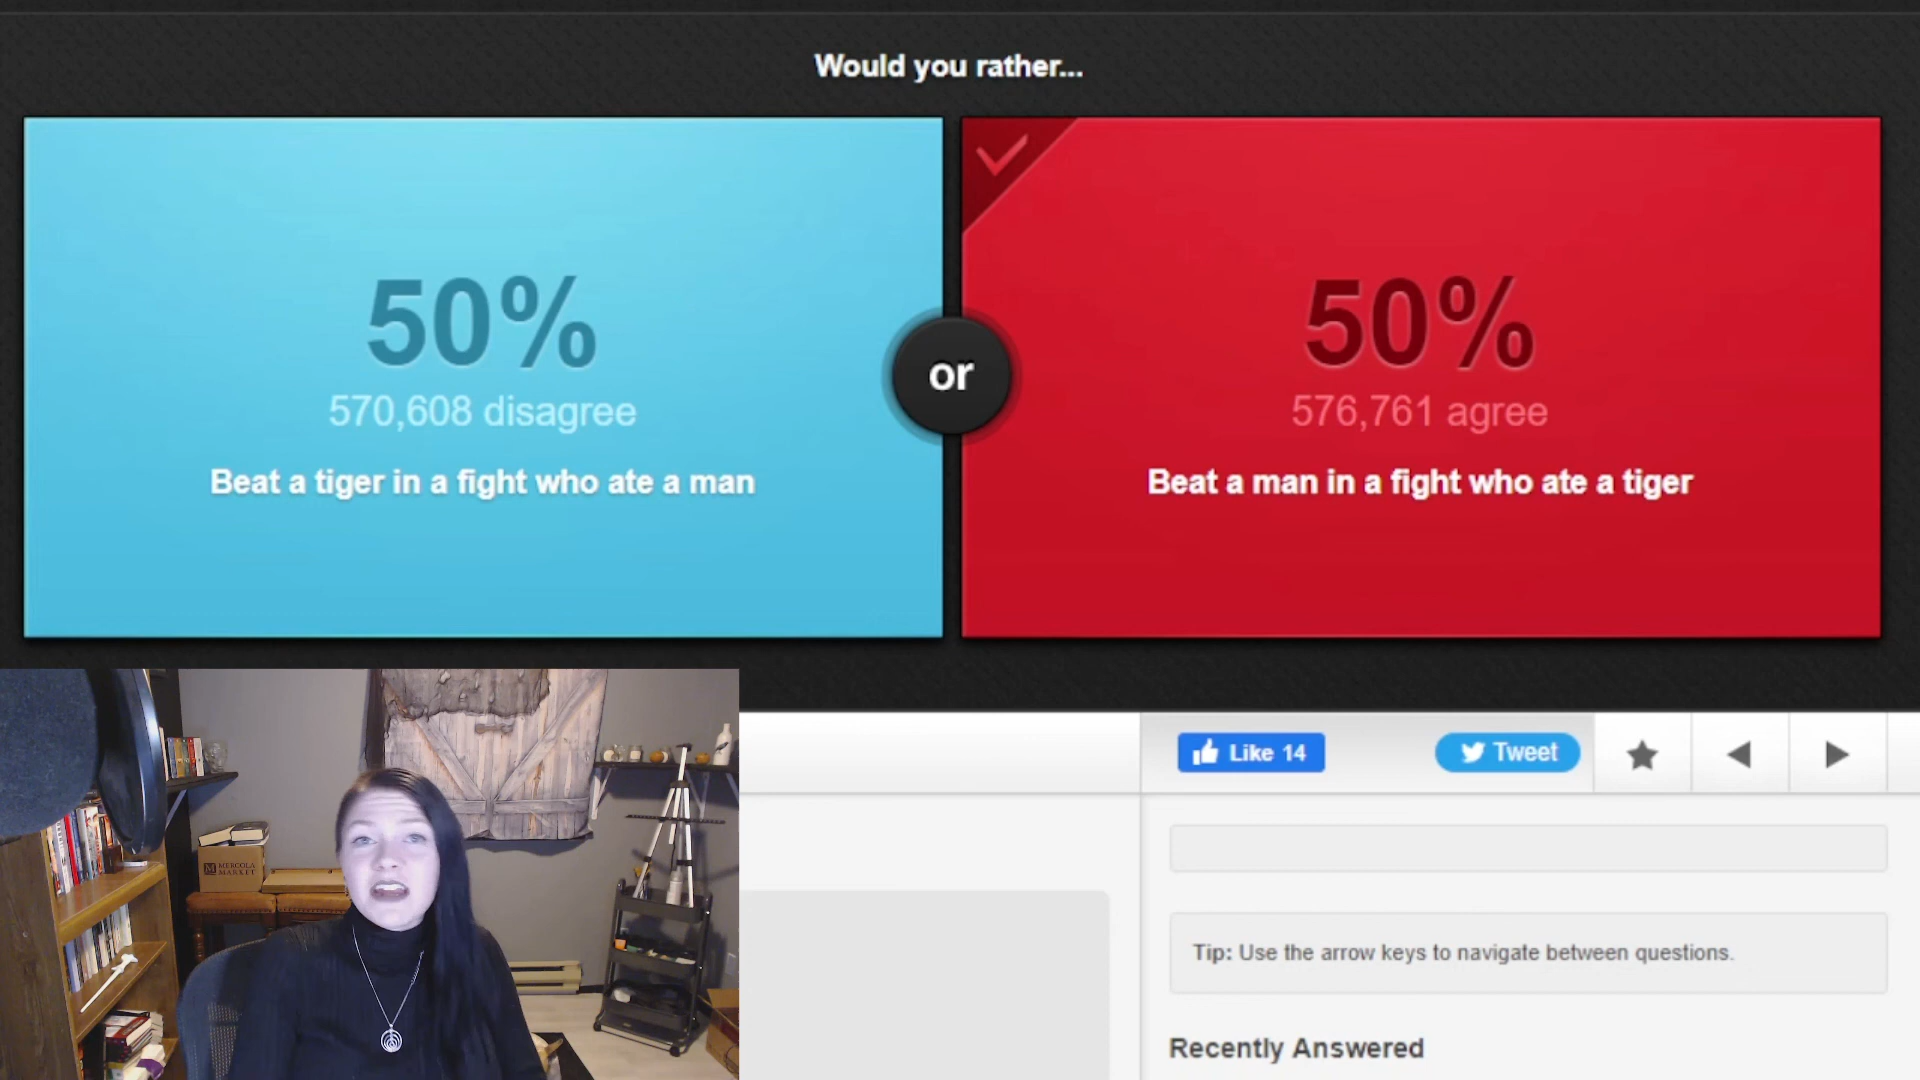 Would you rather...
50%
570,608 disagree
Beat a tiger in a fight who ate a man
or
50%
576,761 agree
Beat a man in a fight who ate a tiger
Like 14
Tweet
Tip: Use the arrow keys to navigate between questions.
Recently Answered
MERCOLA
MARKET